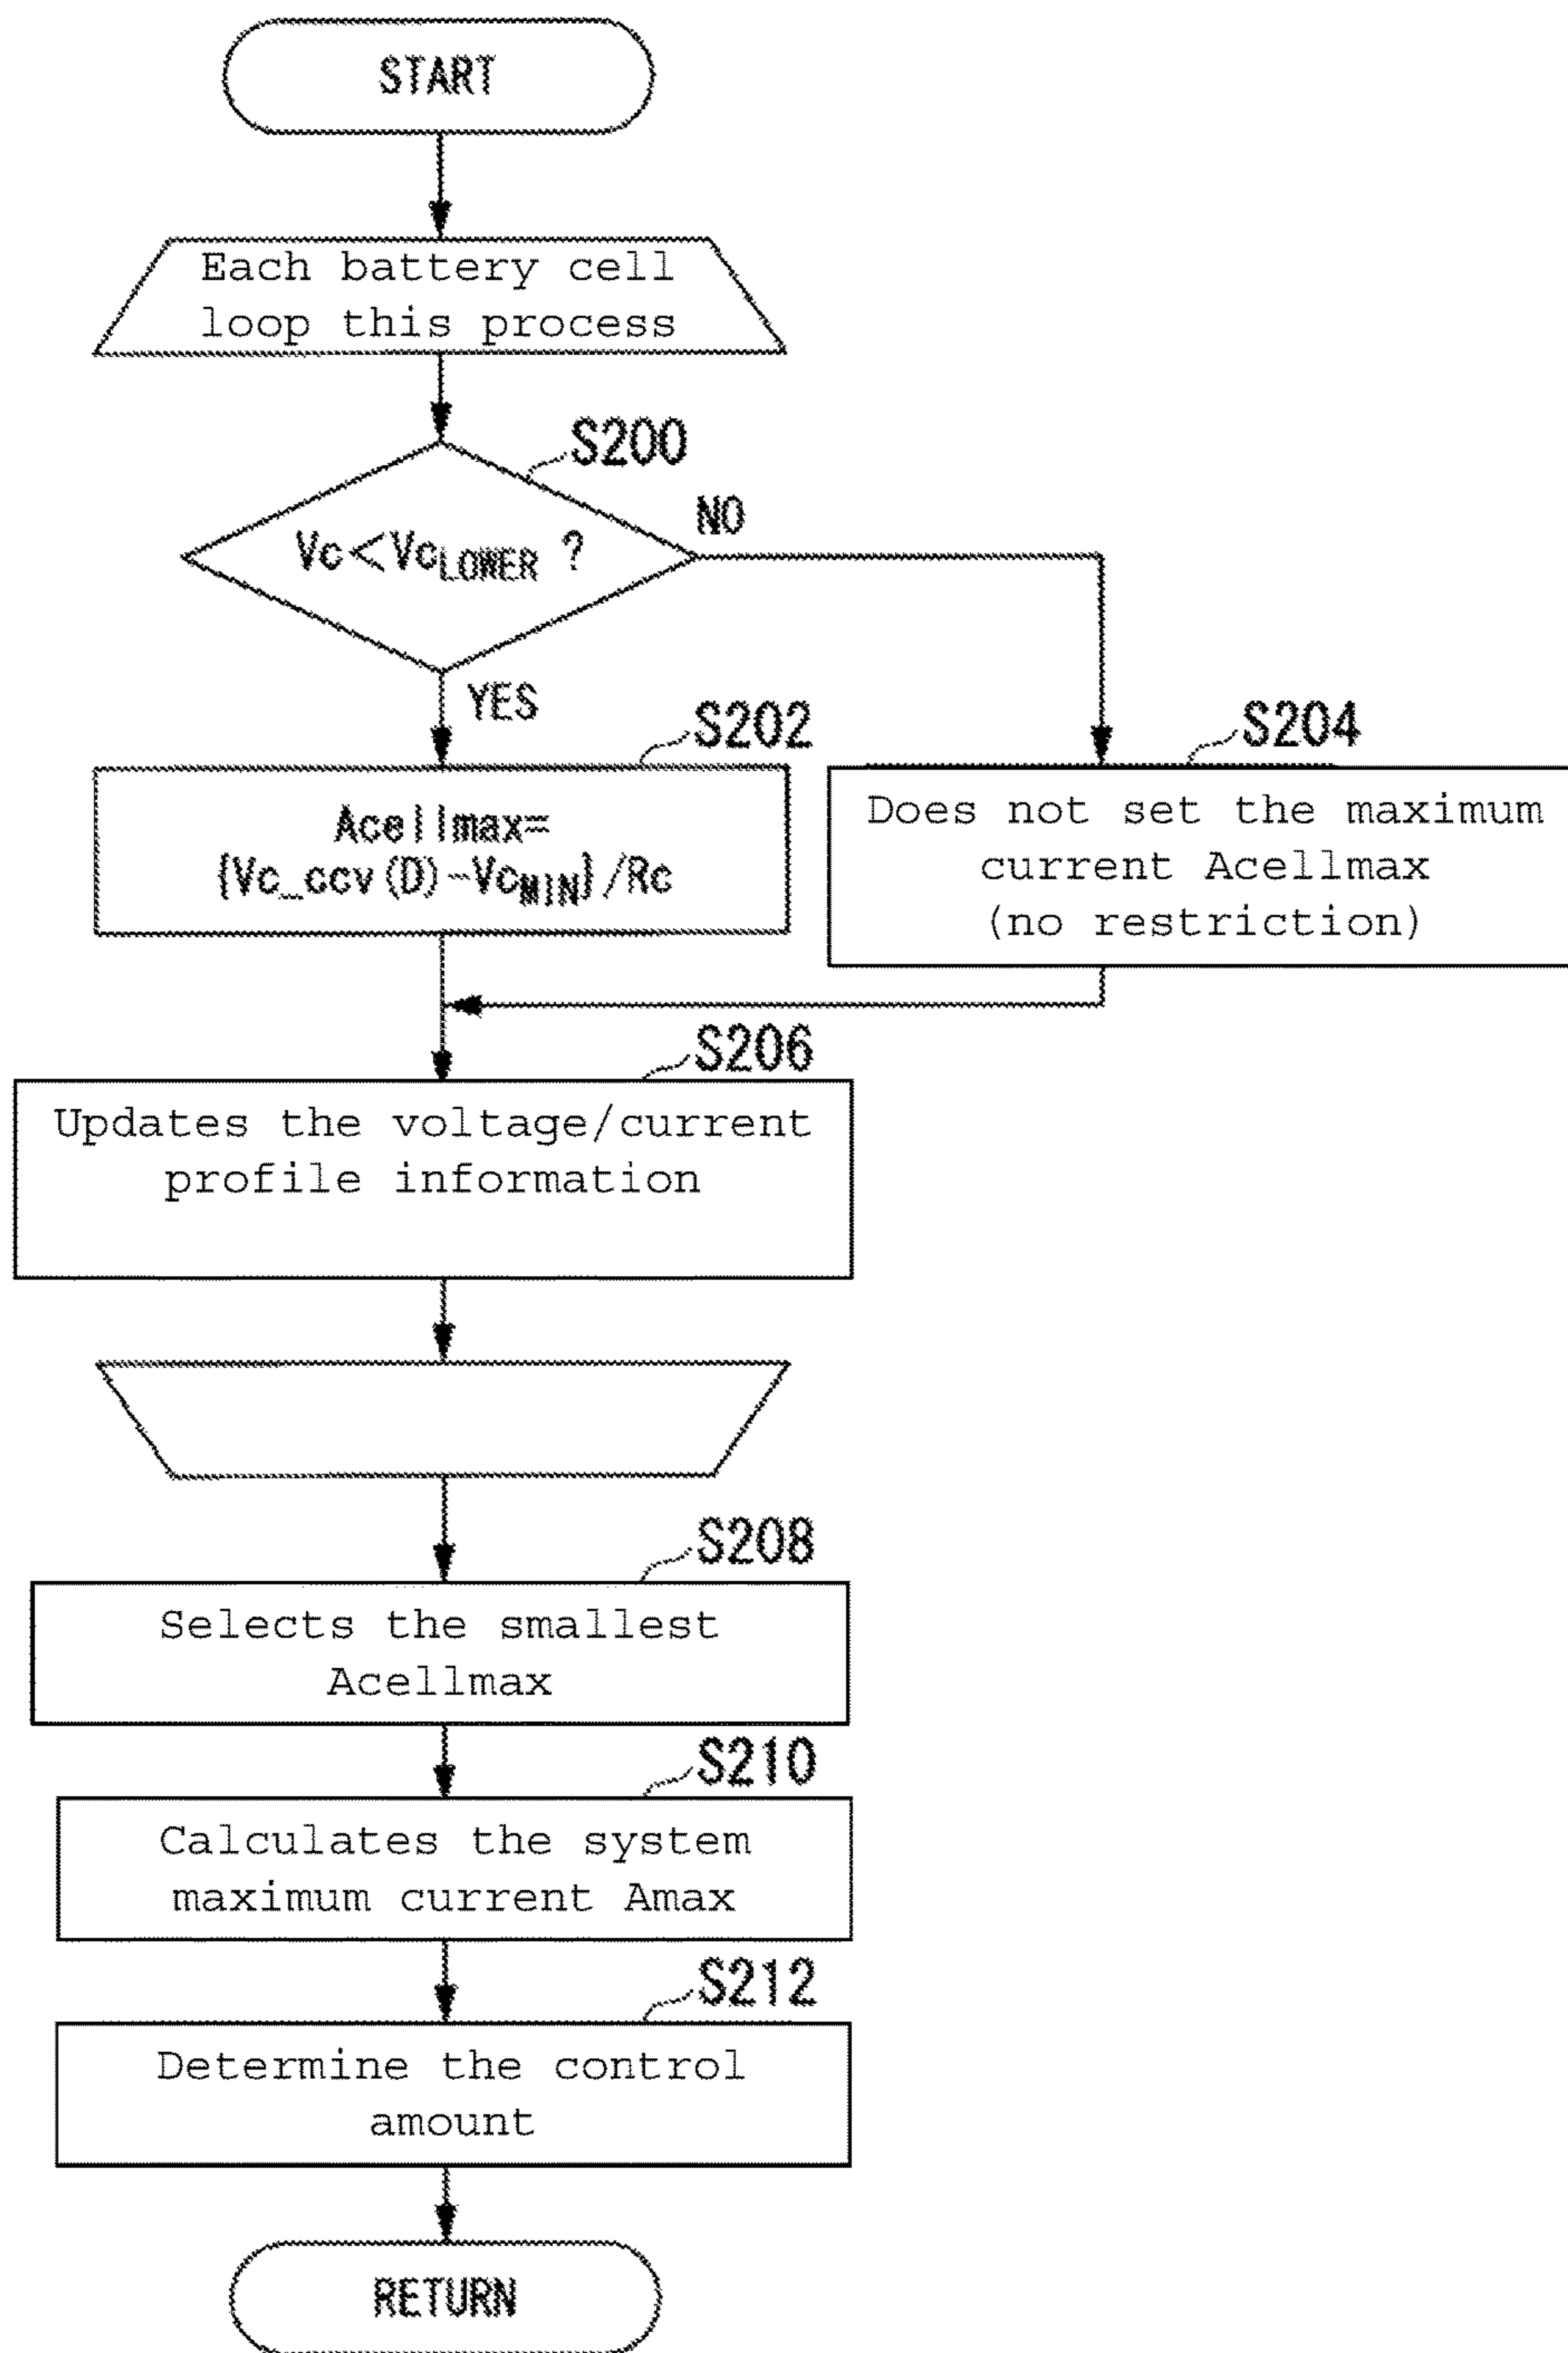 START
Each battery cell
loop this process
S200
Vc<VcLOWER ?
NO
YES
S202
Acellmax=
{Vc_ccv(D)-VcMIN}/Rc
S204
Does not set the maximum
current Acellmax
(no restriction)
S206
Updates the voltage/current
profile information
S208
Selects the smallest
Acellmax
S210
Calculates the system
maximum current Amax
S212
Determine the control
amount
RETURN